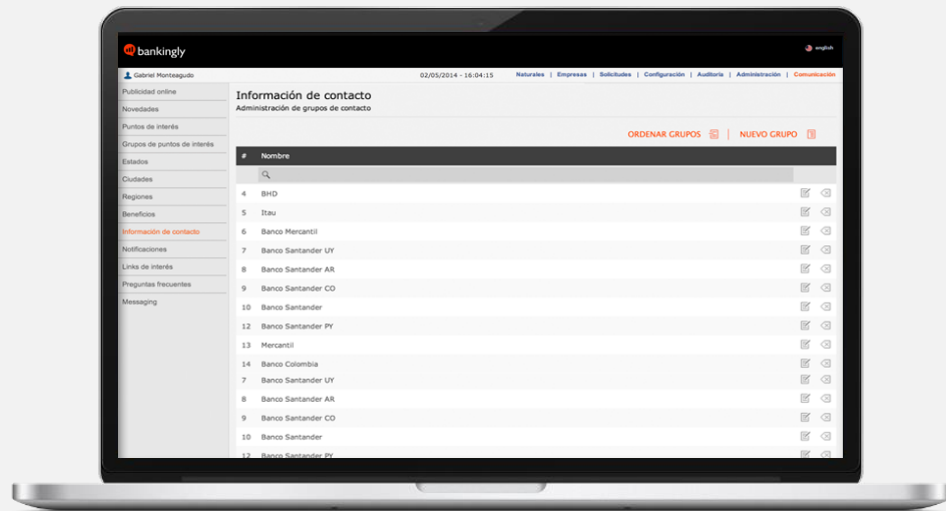 bankingly
english
Gabriel Monteagudo
02/05/2014 - 16:04:15
Naturales | Empresas | Solicitudes | Configuración | Auditoría | Administración | Comunicación
Publicidad online
Novedades
Puntos de interés
Grupos de puntos de interés
Estados
Ciudades
Regiones
Beneficios
Información de contacto
Notificaciones
Links de interés
Preguntas frecuentes
Messaging
Información de contacto
Administración de grupos de contacto
ORDENAR GRUPOS | NUEVO GRUPO
# Nombre
4 BHD
5 Itau
6 Banco Mercantil
7 Banco Santander UY
8 Banco Santander AR
9 Banco Santander CO
10 Banco Santander
12 Banco Santander PY
13 Mercantil
14 Banco Colombia
7 Banco Santander UY
8 Banco Santander AR
9 Banco Santander CO
10 Banco Santander
12 Banco Santander PY